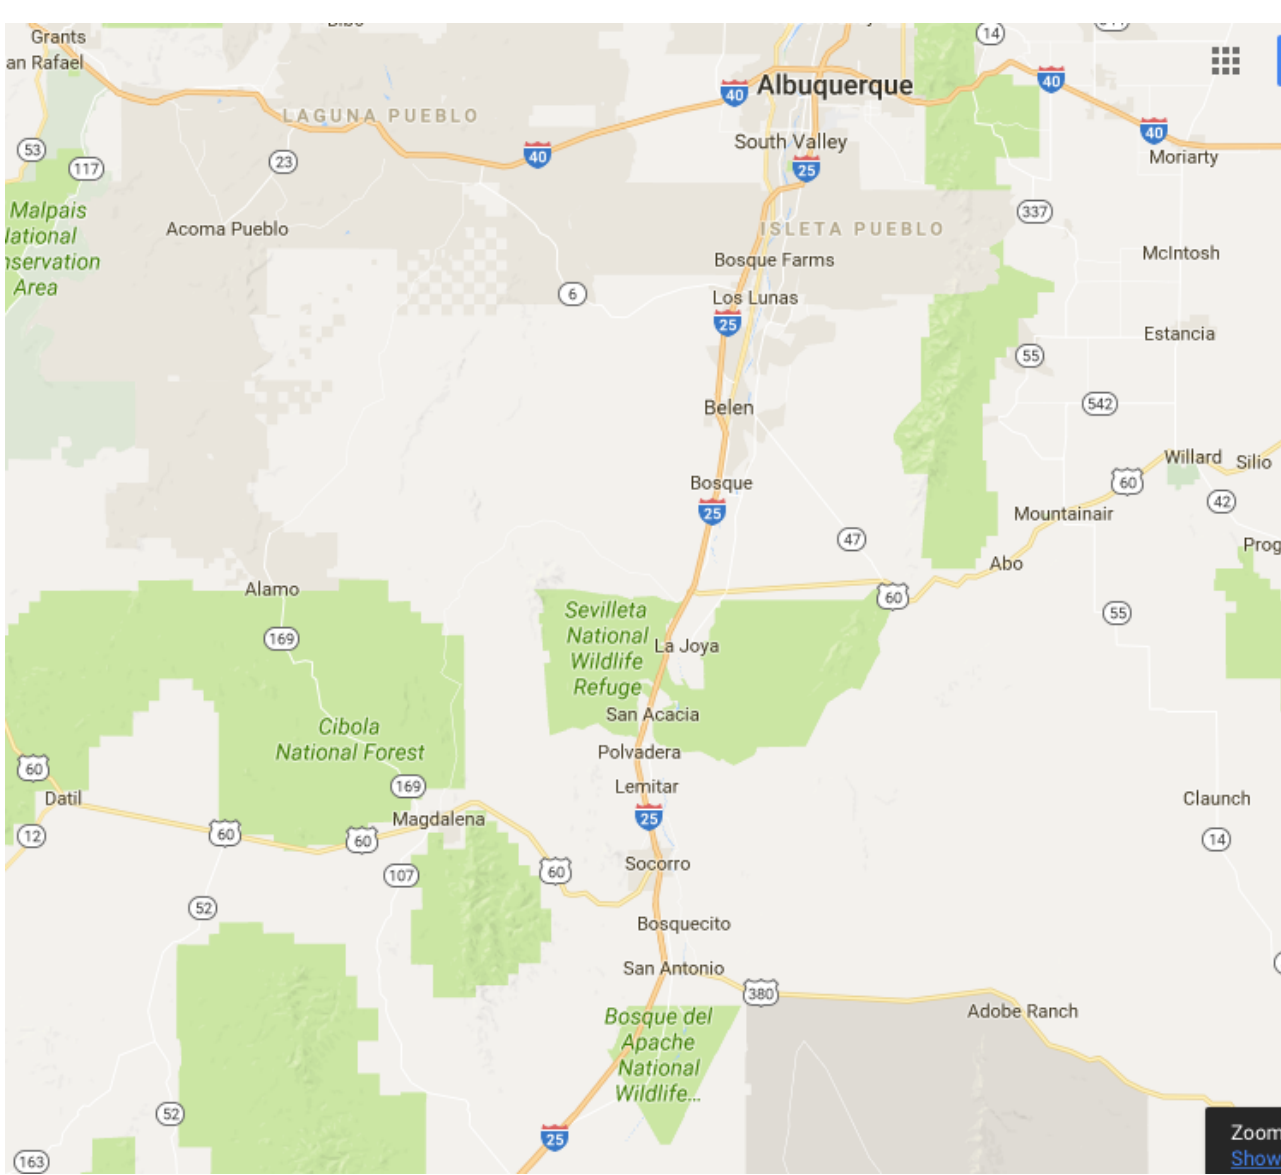 Grants
14
an Rafael
Albuquerque
40
40
LAGUNA PUEBLO
40
South Valley
53
23
40
Moriarty
117
25
Malpais
337
Acoma Pueblo
ISLETA PUEBLO
McIntosh
nservation
Bosque Farms
Area
6
Los Lunas
25
Estancia
55
542
Belen
Willard
Silio
Bosque
60
42
25
Mountainair
47
Prog
Abo
Alamo
60
Sevilleta
National
Wildlife
Refuge
55
169
La Joya
San Acacia
Cibola
National Forest
Polvadera
60
169
Lemitar
Datil
Claunch
Magdalena
25
12
60
60
14
Socorro
60
107
52
Bosquecito
San Antonio
380
Adobe Ranch
Bosque del
Apache
National
Wildlife...
52
25
Zoom
Show
163